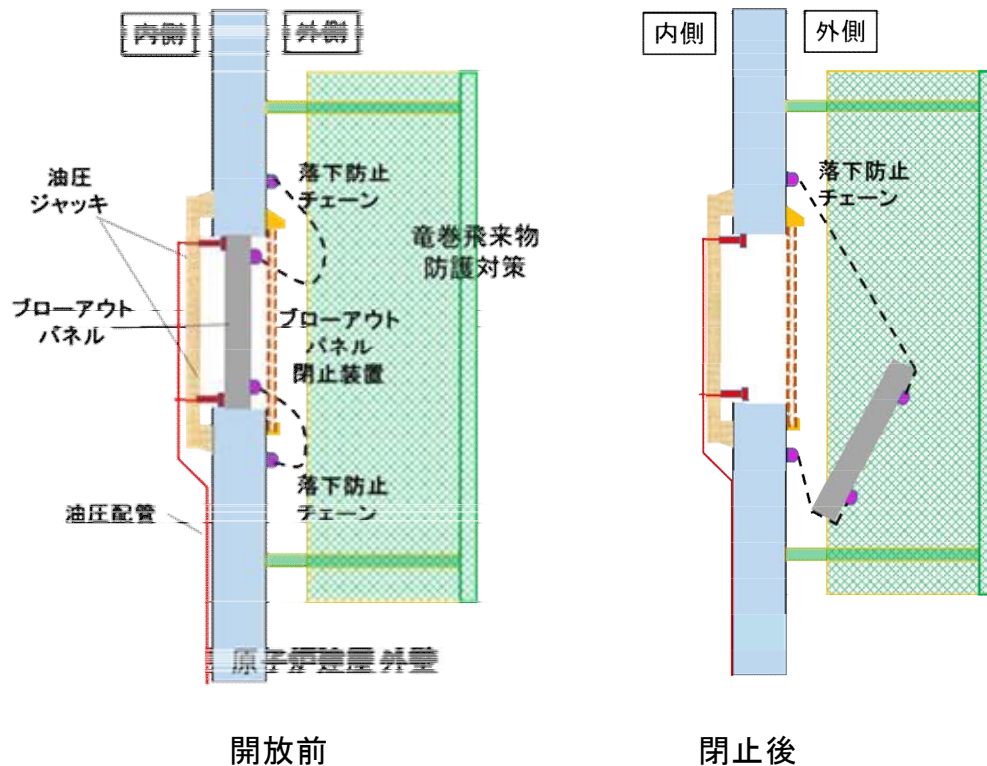 内側
外側
油圧
ジャッキ
落下防止
チェーン
竜巻飛来物
防護対策
ブローアウト
パネル
ブローアウト
パネル
閉止装置
落下防止
チェーン
油圧配管
原子炉建屋 外壁
開放前
内側
外側
落下防止
チェーン
閉止後